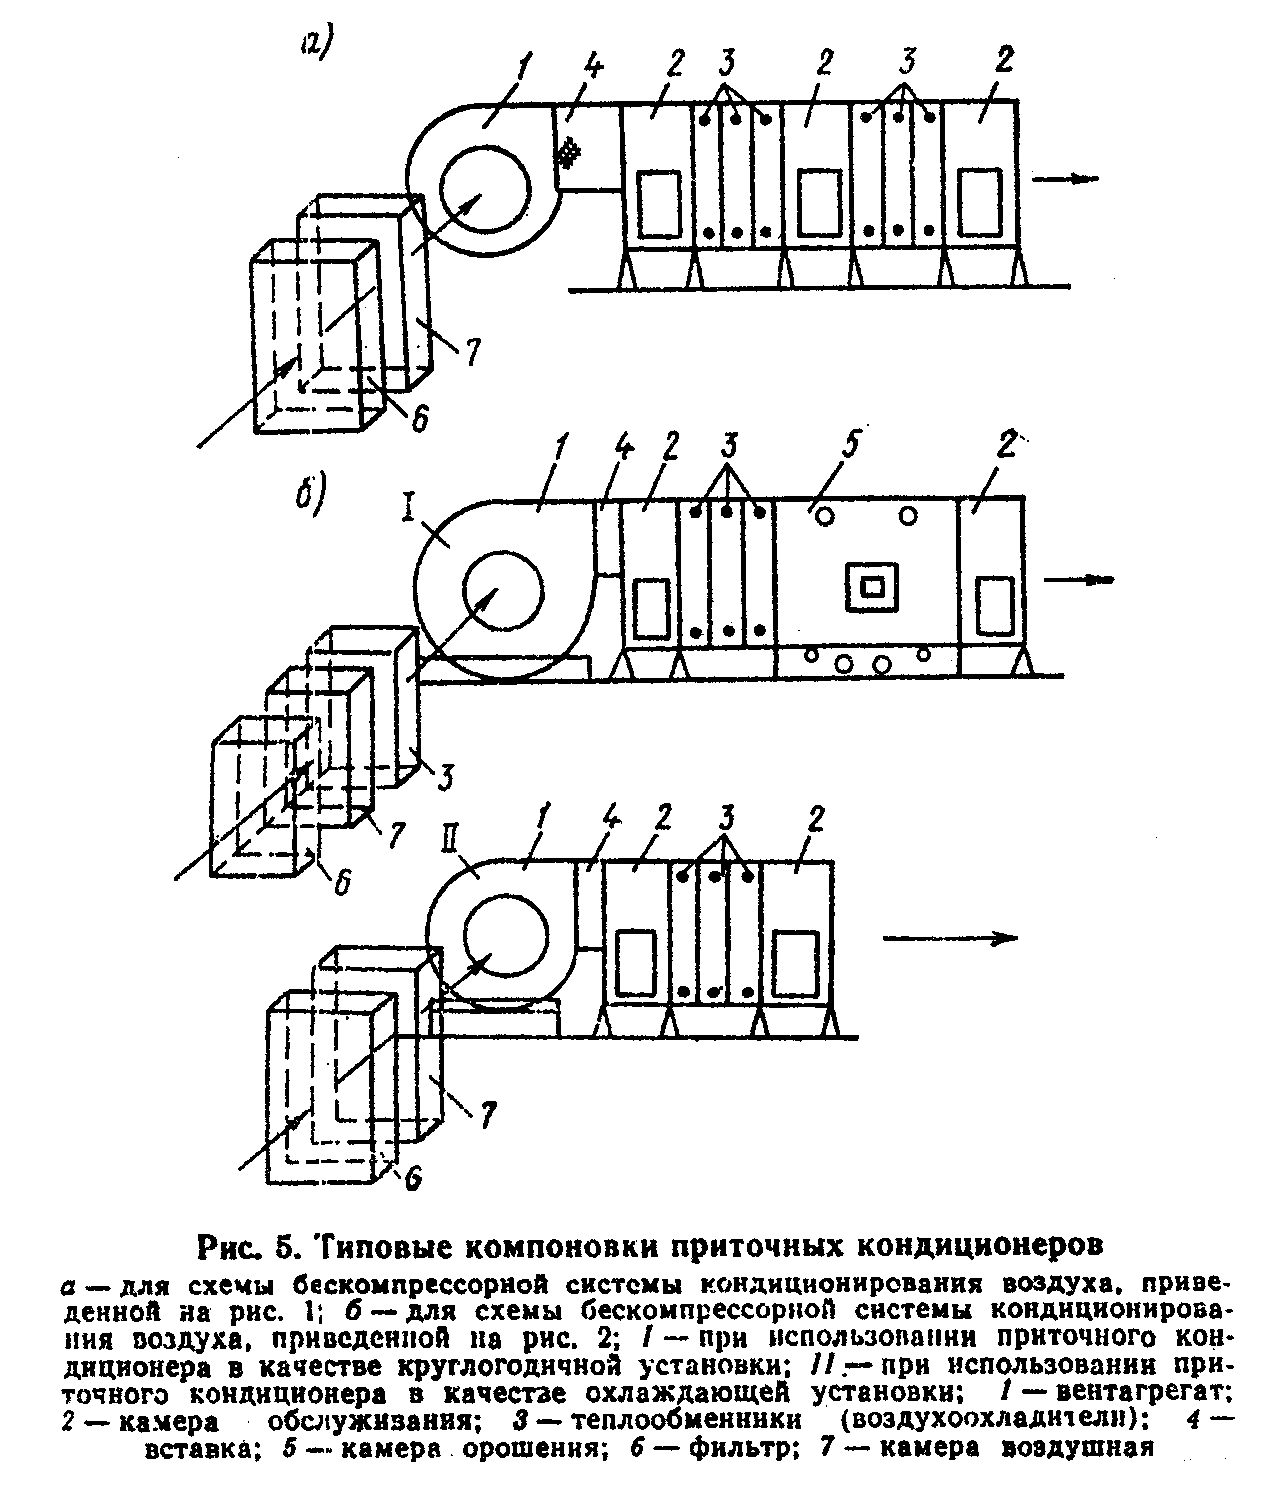 а)
1 4 2 3 2 3 2
7
6
1 4 2 3 5 2
б)
I
3
7
6
1 4 2 3 2
II
7
6
Рис. 5. Типовые компоновки приточных кондиционеров
а — для схемы бескомпрессорной системы кондиционирования воздуха, приве-
денной на рис. 1; б — для схемы бескомпрессорной системы кондиционирова-
ния воздуха, приведенной на рис. 2; I — при использовании приточного кон-
диционера в качестве круглогодичной установки; II — при использовании при-
точного кондиционера в качестве охлаждающей установки; 1 — вентагрегат;
2 — камера обслуживания; 3 — теплообменники (воздухоохладители); 4 —
вставка; 5 — камера орошения; 6 — фильтр; 7 — камера воздушная